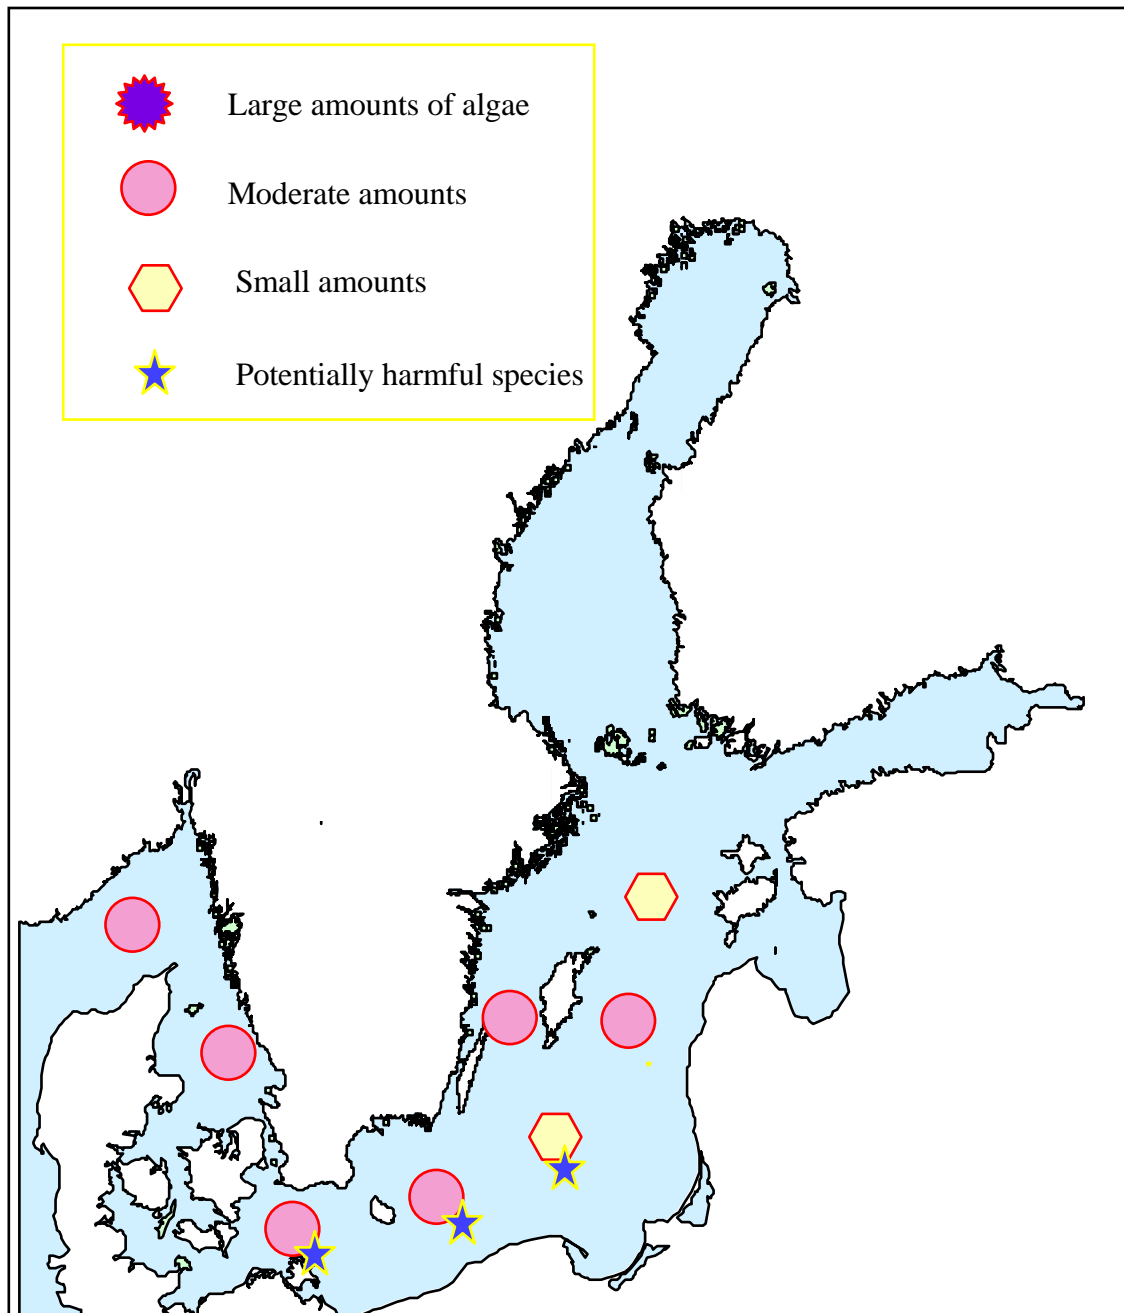 Large amounts of algae
Moderate amounts
Small amounts
Potentially harmful species